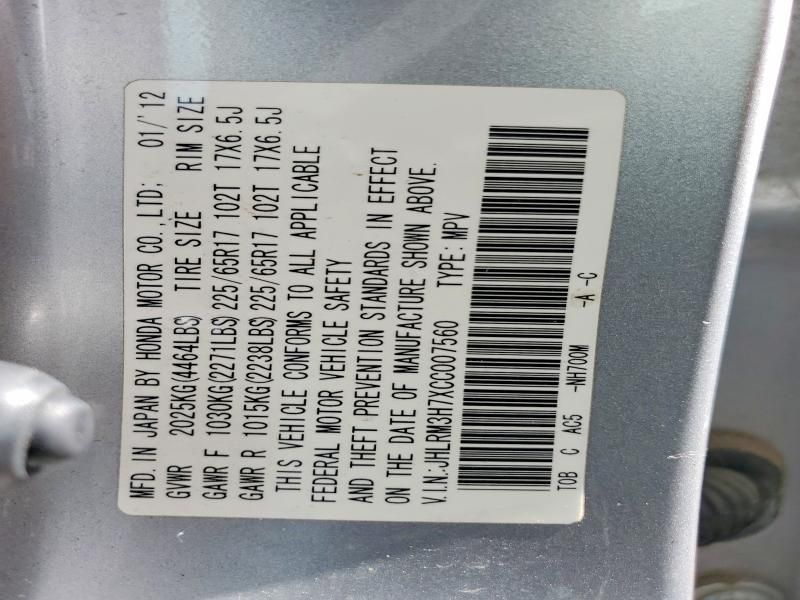 MFD. IN JAPAN BY HONDA MOTOR CO., LTD; 01/'12
GVWR 2025KG(4464LBS) TIRE SIZE RIM SIZE
GAWR F 1030KG(2271LBS) 225/65R17 102T 17X6.5J
GAWR R 1015KG(2238LBS) 225/65R17 102T 17X6.5J
THIS VEHICLE CONFORMS TO ALL APPLICABLE
FEDERAL MOTOR VEHICLE SAFETY
AND THEFT PREVENTION STANDARDS IN EFFECT
ON THE DATE OF MANUFACTURE SHOWN ABOVE.
V.I.N.:JHLRM3H7XCC007560 TYPE: MPV
TOB C AC5 -NH700M -A -C